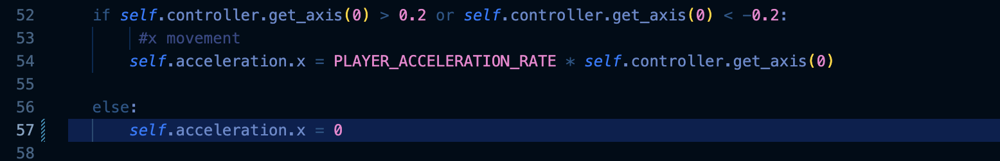 52 if self.controller.get_axis(0) > 0.2 or self.controller.get_axis(0) < -0.2:
53 #x movement
54 self.acceleration.x = PLAYER_ACCELERATION_RATE * self.controller.get_axis(0)
55
56 else:
57 self.acceleration.x = 0
58